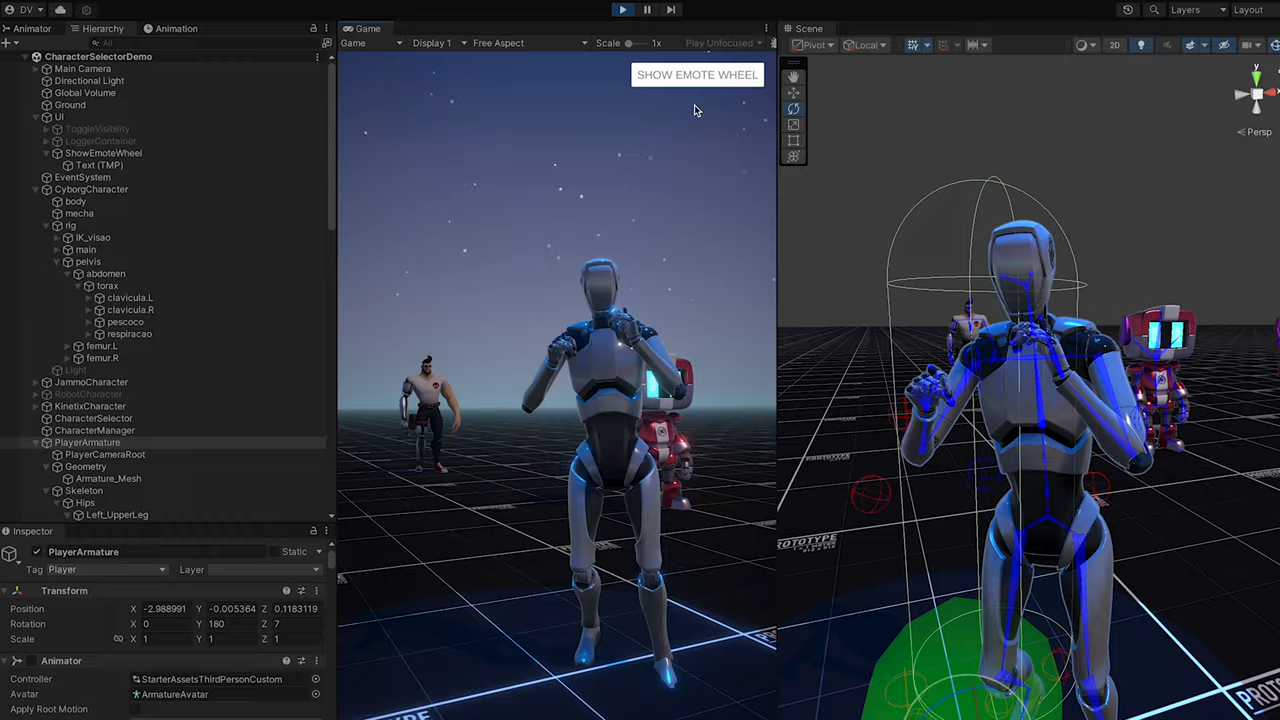 DV
Layers
Layout
Animator
Hierarchy
Animation
All
CharacterSelectorDemo
Main Camera
Directional Light
Global Volume
Ground
UI
ToggleVisibility
LoggerContainer
ShowEmoteWheel
Text (TMP)
EventSystem
CyborgCharacter
body
mecha
rig
IK_visao
main
pelvis
abdomen
torax
clavicula.L
clavicula.R
pescoco
respiracao
femur.L
femur.R
Light
JammoCharacter
RobotCharacter
KinetixCharacter
CharacterSelector
CharacterManager
PlayerArmature
PlayerCameraRoot
Geometry
Armature_Mesh
Skeleton
Hips
Left_UpperLeg
Inspector
PlayerArmature
Static
Tag Player
Layer
Transform
Position X -2.988991 Y -0.005364 Z 0.1183119
Rotation X 0 Y 180 Z 7
Scale X 1 Y 1 Z 1
Animator
Controller StarterAssetsThirdPersonCustom
Avatar ArmatureAvatar
Apply Root Motion
Game
Game Display 1 Free Aspect Scale 1x Play Unfocused
SHOW EMOTE WHEEL
Scene
Pivot Local 2D
y
Persp
PROTOTYPE
PROTOTYPE